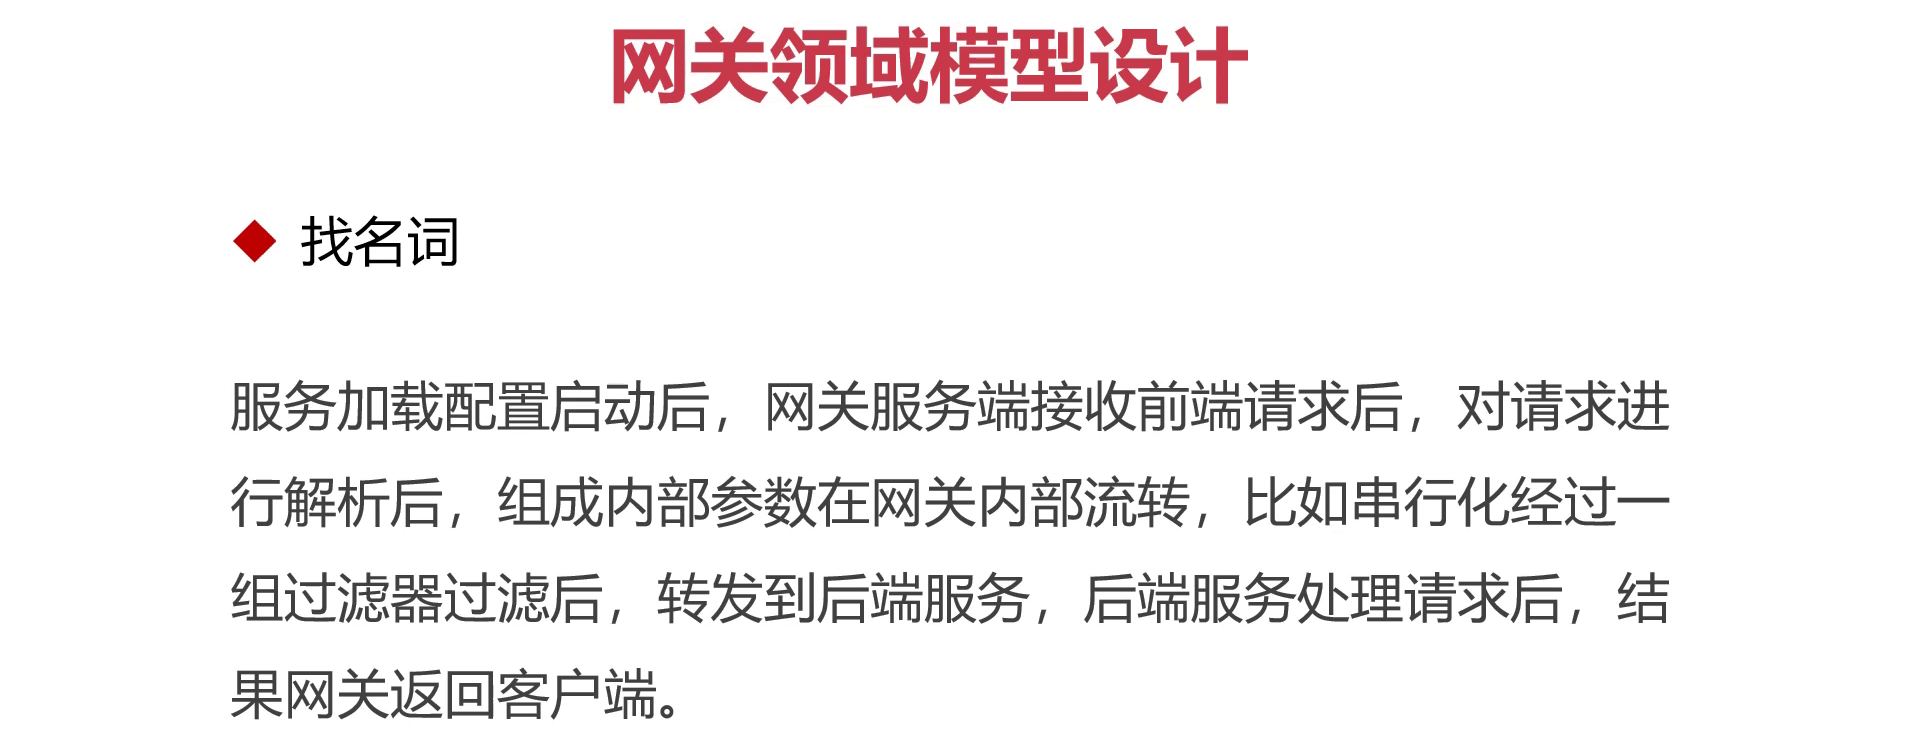 网关领域模型设计
找名词
服务加载配置启动后，网关服务端接收前端请求后，对请求进
行解析后，组成内部参数在网关内部流转，比如串行化经过一
组过滤器过滤后，转发到后端服务，后端服务处理请求后，结
果网关返回客户端。